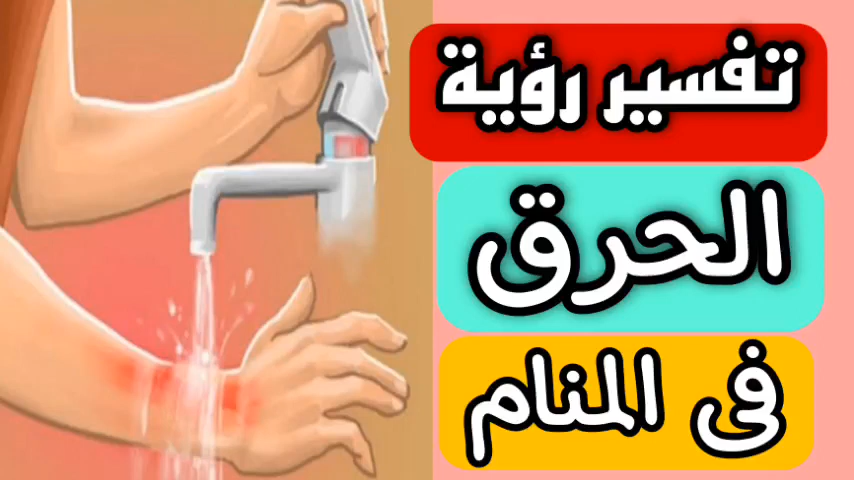 تفسير رؤية
الحرق
فى المنام